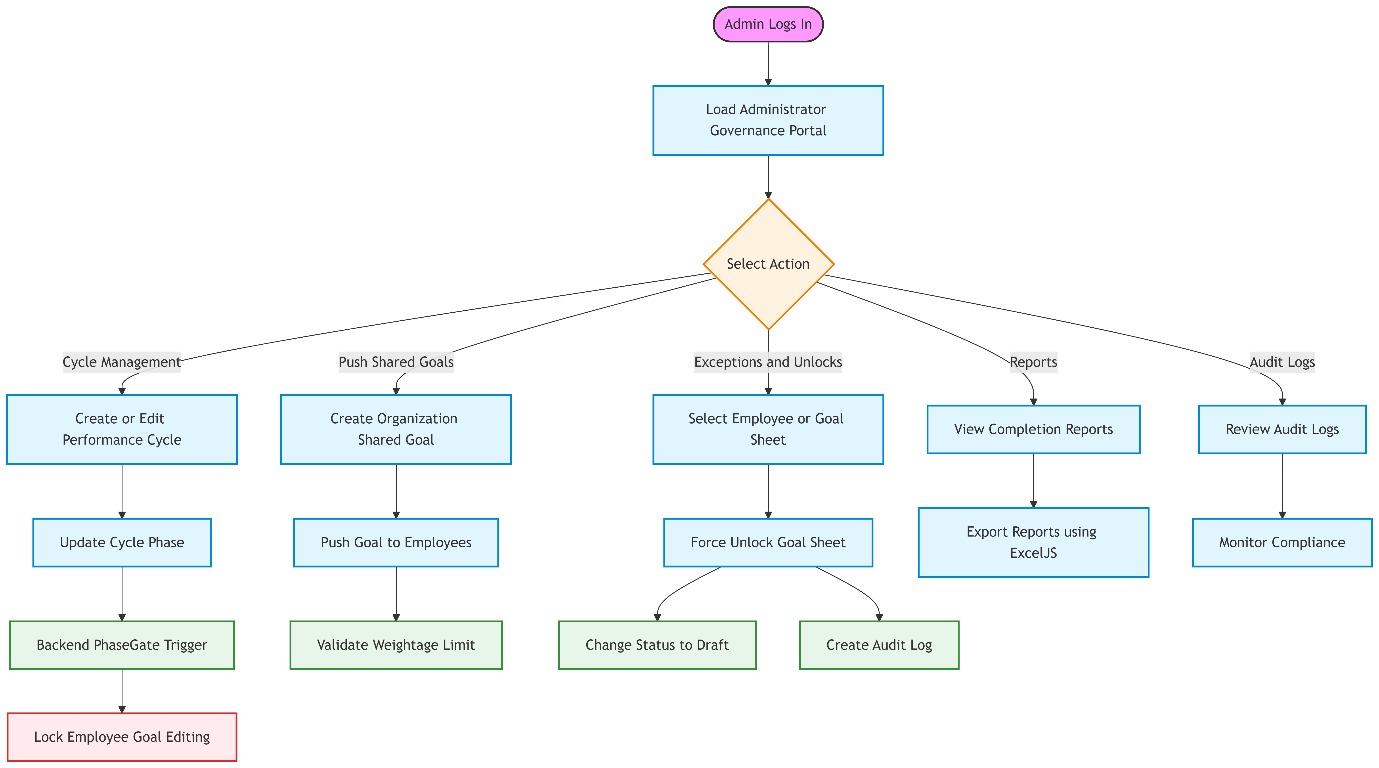 Admin Logs In
Load Administrator
Governance Portal
Select Action
Cycle Management
Push Shared Goals
Exceptions and Unlocks
Reports
Audit Logs
Create or Edit
Performance Cycle
Create Organization
Shared Goal
Select Employee or Goal
Sheet
View Completion Reports
Review Audit Logs
Update Cycle Phase
Push Goal to Employees
Force Unlock Goal Sheet
Export Reports using
ExcelJS
Monitor Compliance
Backend PhaseGate Trigger
Validate Weightage Limit
Change Status to Draft
Create Audit Log
Lock Employee Goal Editing